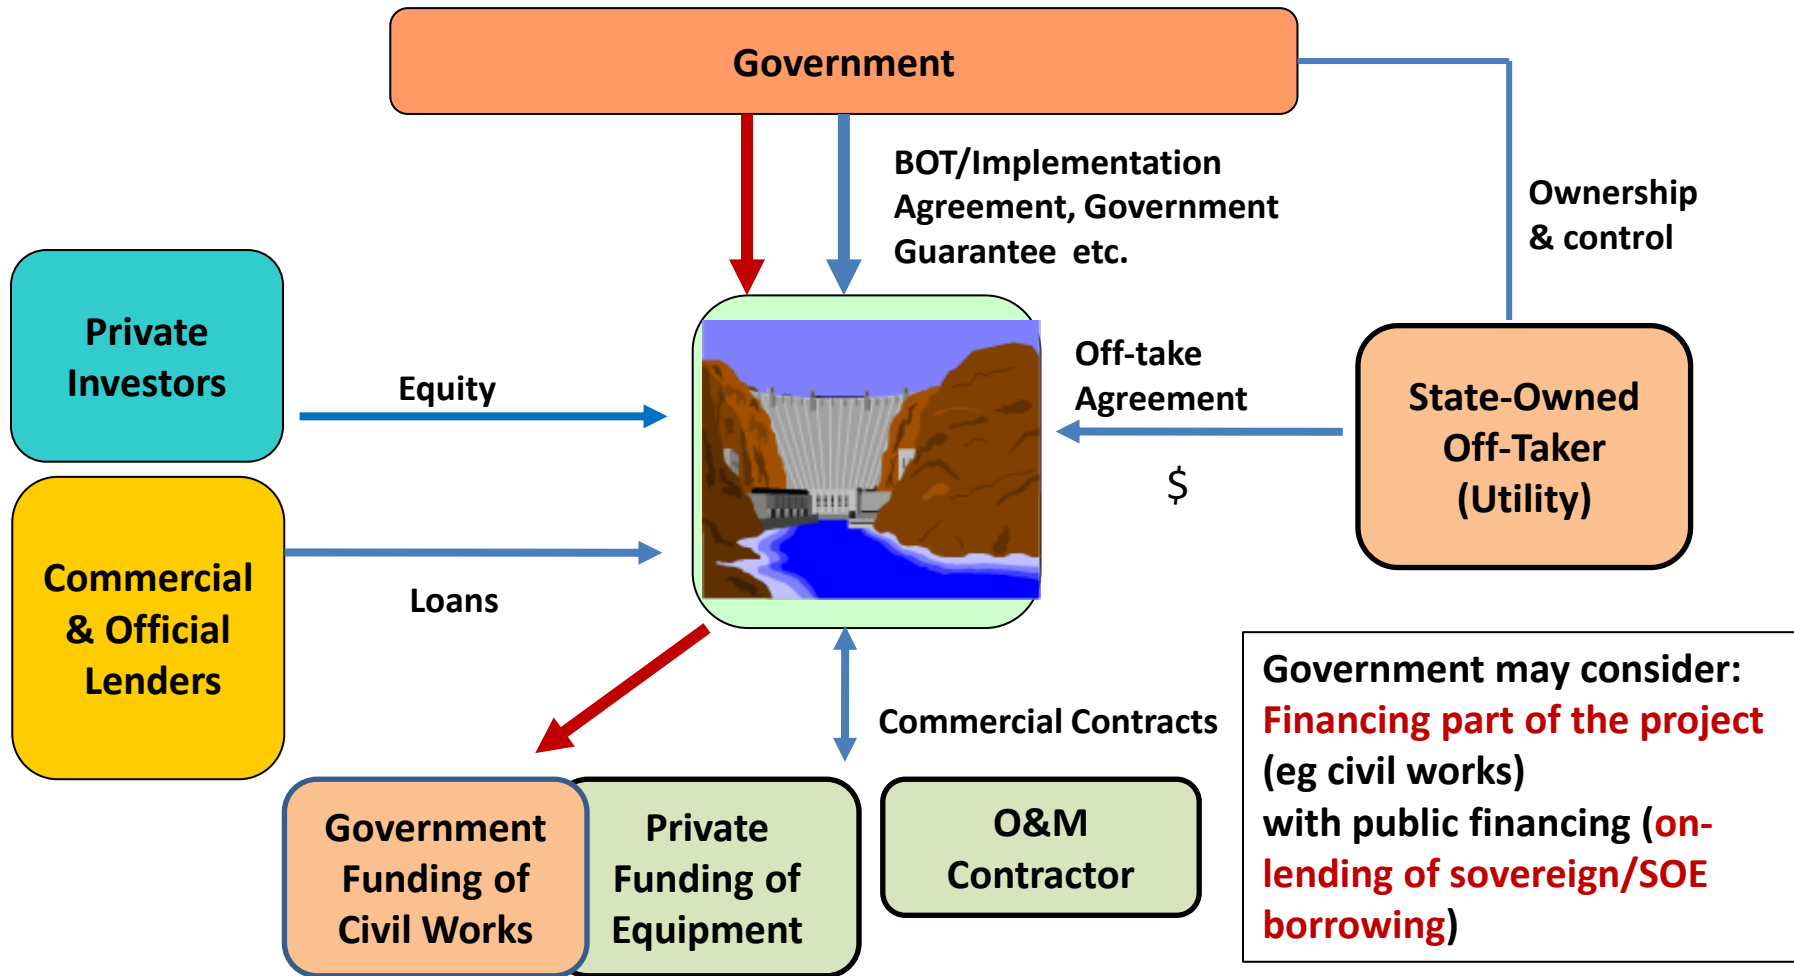 Government
BOT/Implementation
Agreement, Government
Guarantee etc.
Ownership
& control
Private
Investors
Equity
Off-take
Agreement
$
State-Owned
Off-Taker
(Utility)
Commercial
& Official
Lenders
Loans
Commercial Contracts
Government
Funding of
Civil Works
Private
Funding of
Equipment
O&M
Contractor
Government may consider:
Financing part of the project
(eg civil works)
with public financing (on-
lending of sovereign/SOE
borrowing)